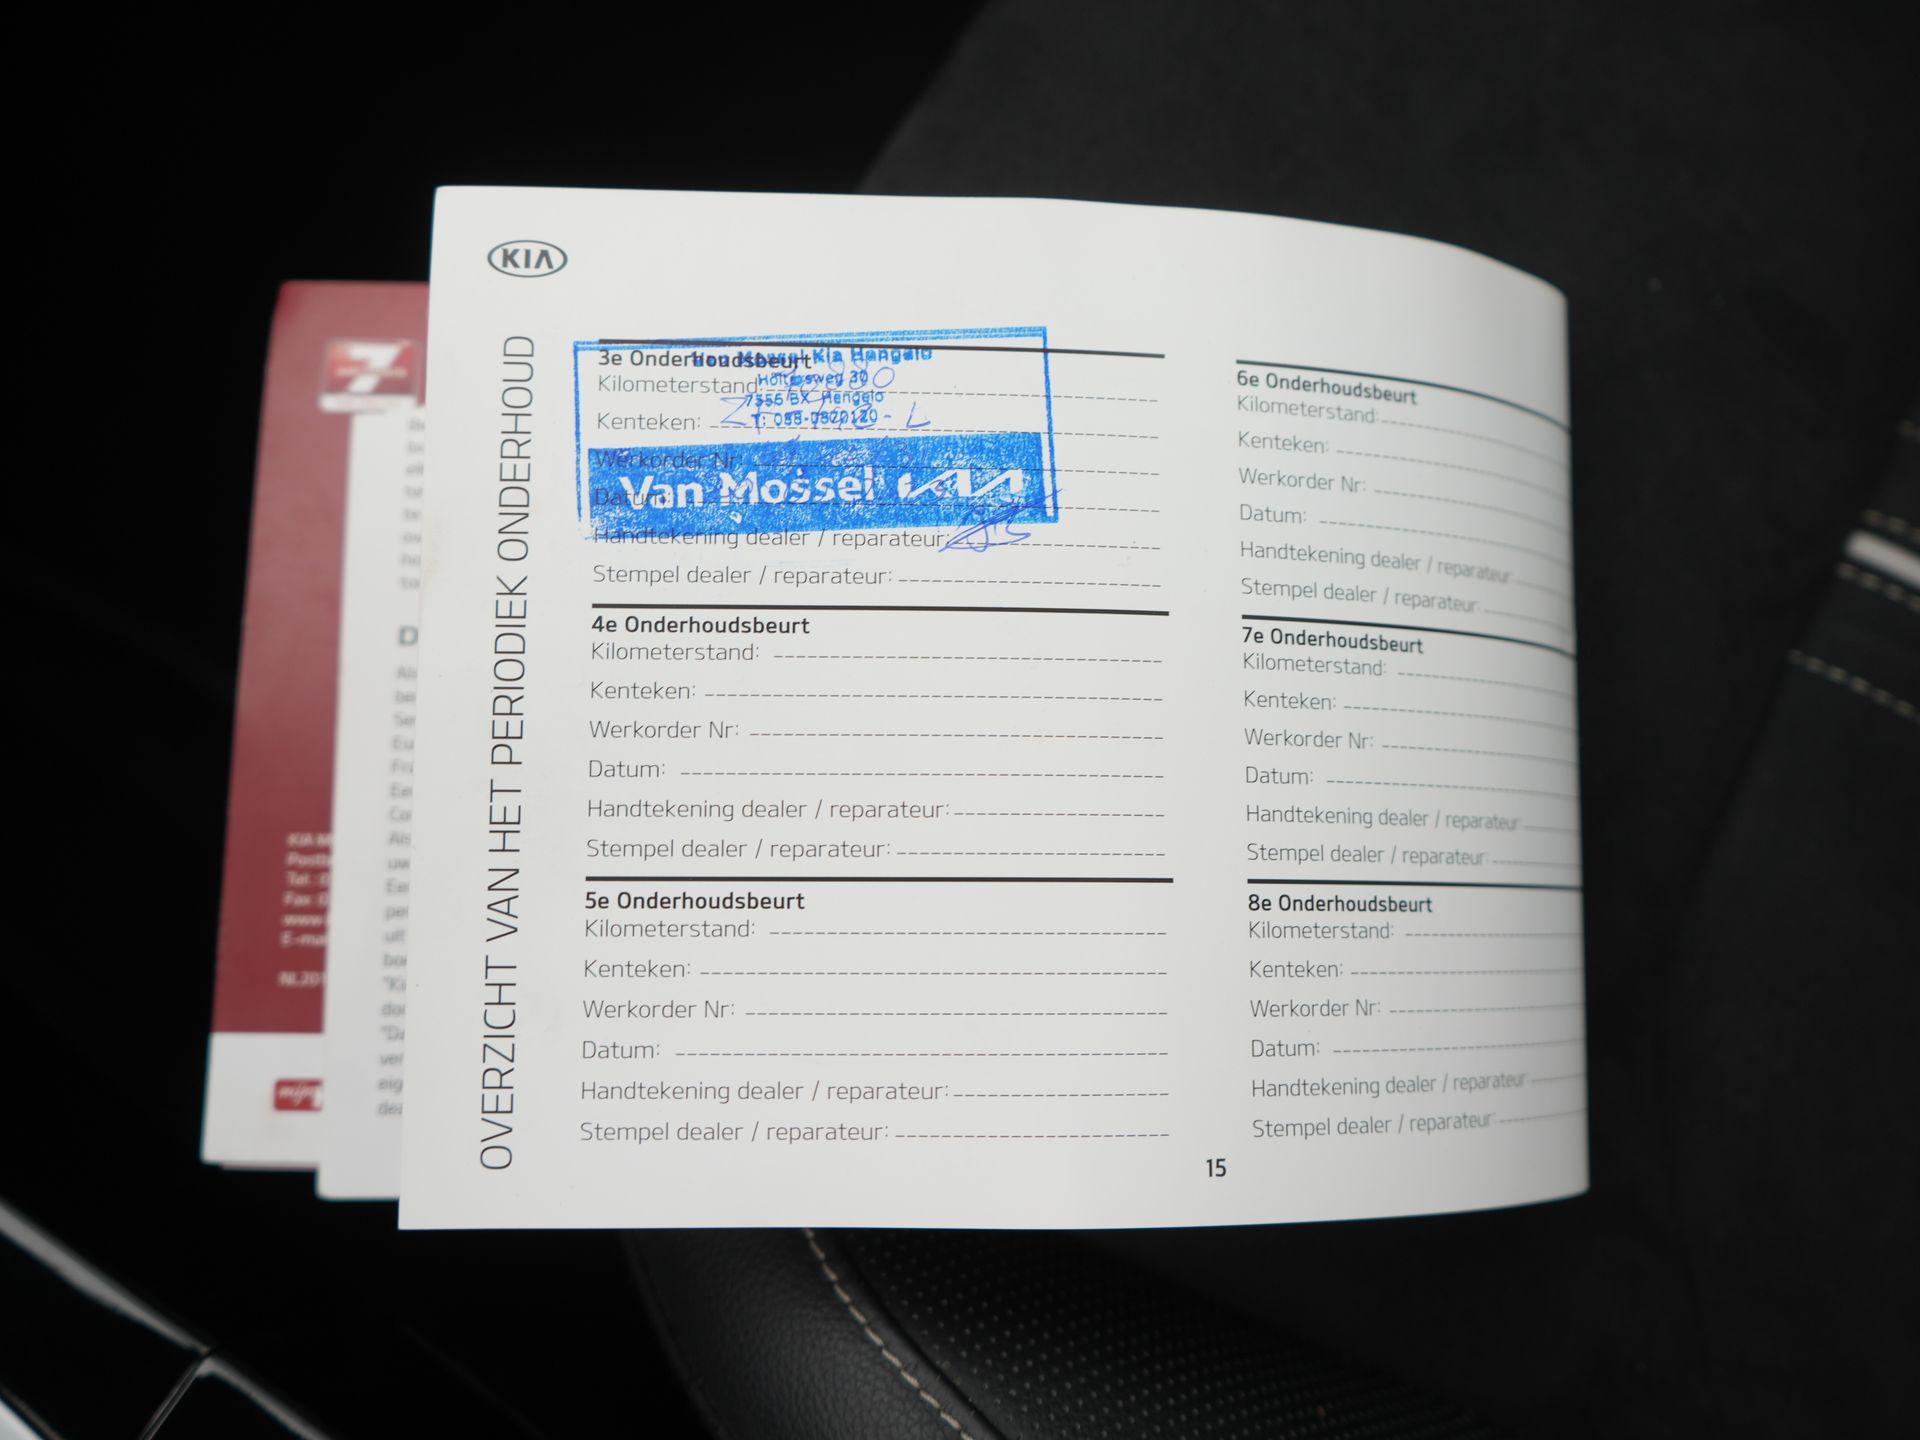 KIA
OVERZICHT VAN HET PERIODIEK ONDERHOUD
3e Onderhoudsbeurt
Kilometerstand:
Kenteken:
Werkorder Nr:
Datum:
Handtekening dealer / reparateur:
Stempel dealer / reparateur:
Van Mossel Kia Hengelo
7556 BX Hengelo
Van Mossel KIA
4e Onderhoudsbeurt
Kilometerstand:
Kenteken:
Werkorder Nr:
Datum:
Handtekening dealer / reparateur:
Stempel dealer / reparateur:
5e Onderhoudsbeurt
Kilometerstand:
Kenteken:
Werkorder Nr:
Datum:
Handtekening dealer / reparateur:
Stempel dealer / reparateur:
6e Onderhoudsbeurt
Kilometerstand:
Kenteken:
Werkorder Nr:
Datum:
Handtekening dealer / reparateur:
Stempel dealer / reparateur:
7e Onderhoudsbeurt
Kilometerstand:
Kenteken:
Werkorder Nr:
Datum:
Handtekening dealer / reparateur:
Stempel dealer / reparateur:
8e Onderhoudsbeurt
Kilometerstand:
Kenteken:
Werkorder Nr:
Datum:
Handtekening dealer / reparateur:
Stempel dealer / reparateur:
15